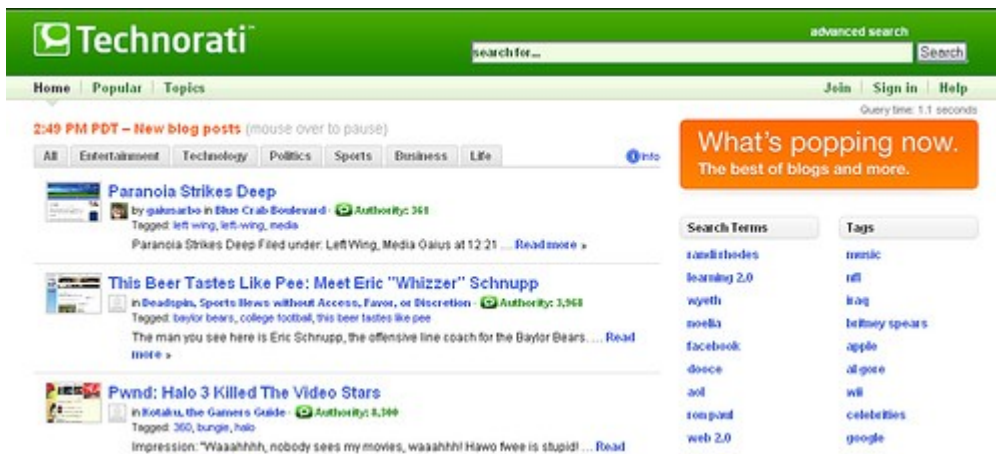 Technorati™
advanced search
search for...
Search
Home | Popular | Topics
Join | Sign in | Help
Query time: 1.1 seconds
2:49 PM PDT – New blog posts (mouse over to pause)
All Entertainment Technology Politics Sports Business Life
info
Paranoia Strikes Deep
by gaiusarbo in Blue Crab Boulevard · Authority: 361
Tagged: left wing, left-wing, media
Paranoia Strikes Deep Filed under: Left Wing, Media Gaius at 12:21 ... Read more »
This Beer Tastes Like Pee: Meet Eric "Whizzer" Schnupp
in Deadspin, Sports News without Access, Favor, or Discretion · Authority: 3,968
Tagged: baylor bears, college football, this beer tastes like pee
The man you see here is Eric Schnupp, the offensive line coach for the Baylor Bears. ... Read
more »
Pwnd: Halo 3 Killed The Video Stars
in Kotaku, the Gamers Guide · Authority: 8,300
Tagged: 360, bungie, halo
Impression: "Waaahhhh, nobody sees my movies, waaahhh! Hawo fwee is stupid! ... Read
What's popping now.
The best of blogs and more.
Search Terms
randi rhodes
learning 2.0
wyeth
noelia
facebook
dooce
aol
ron paul
web 2.0
Tags
music
nfl
iraq
britney spears
apple
al gore
wii
celebrities
google